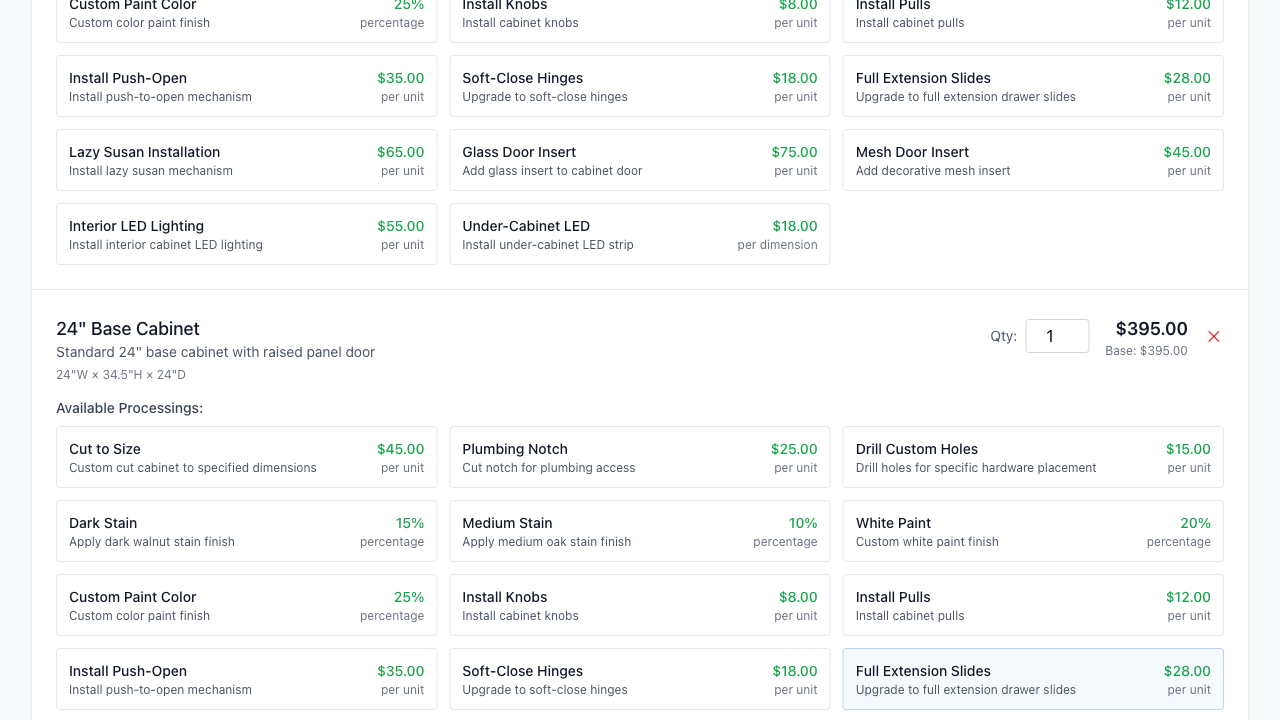 Custom Paint Color 25% Install Knobs $8.00 Install Pulls $12.00
Custom color paint finish percentage Install cabinet knobs per unit Install cabinet pulls per unit
Install Push-Open $35.00 Soft-Close Hinges $18.00 Full Extension Slides $28.00
Install push-to-open mechanism per unit Upgrade to soft-close hinges per unit Upgrade to full extension drawer slides per unit
Lazy Susan Installation $65.00 Glass Door Insert $75.00 Mesh Door Insert $45.00
Install lazy susan mechanism per unit Add glass insert to cabinet door per unit Add decorative mesh insert per unit
Interior LED Lighting $55.00 Under-Cabinet LED $18.00
Install interior cabinet LED lighting per unit Install under-cabinet LED strip per dimension
24" Base Cabinet Qty: 1 $395.00
Standard 24" base cabinet with raised panel door Base: $395.00
24"W × 34.5"H × 24"D
Available Processings:
Cut to Size $45.00 Plumbing Notch $25.00 Drill Custom Holes $15.00
Custom cut cabinet to specified dimensions per unit Cut notch for plumbing access per unit Drill holes for specific hardware placement per unit
Dark Stain 15% Medium Stain 10% White Paint 20%
Apply dark walnut stain finish percentage Apply medium oak stain finish percentage Custom white paint finish percentage
Custom Paint Color 25% Install Knobs $8.00 Install Pulls $12.00
Custom color paint finish percentage Install cabinet knobs per unit Install cabinet pulls per unit
Install Push-Open $35.00 Soft-Close Hinges $18.00 Full Extension Slides $28.00
Install push-to-open mechanism per unit Upgrade to soft-close hinges per unit Upgrade to full extension drawer slides per unit